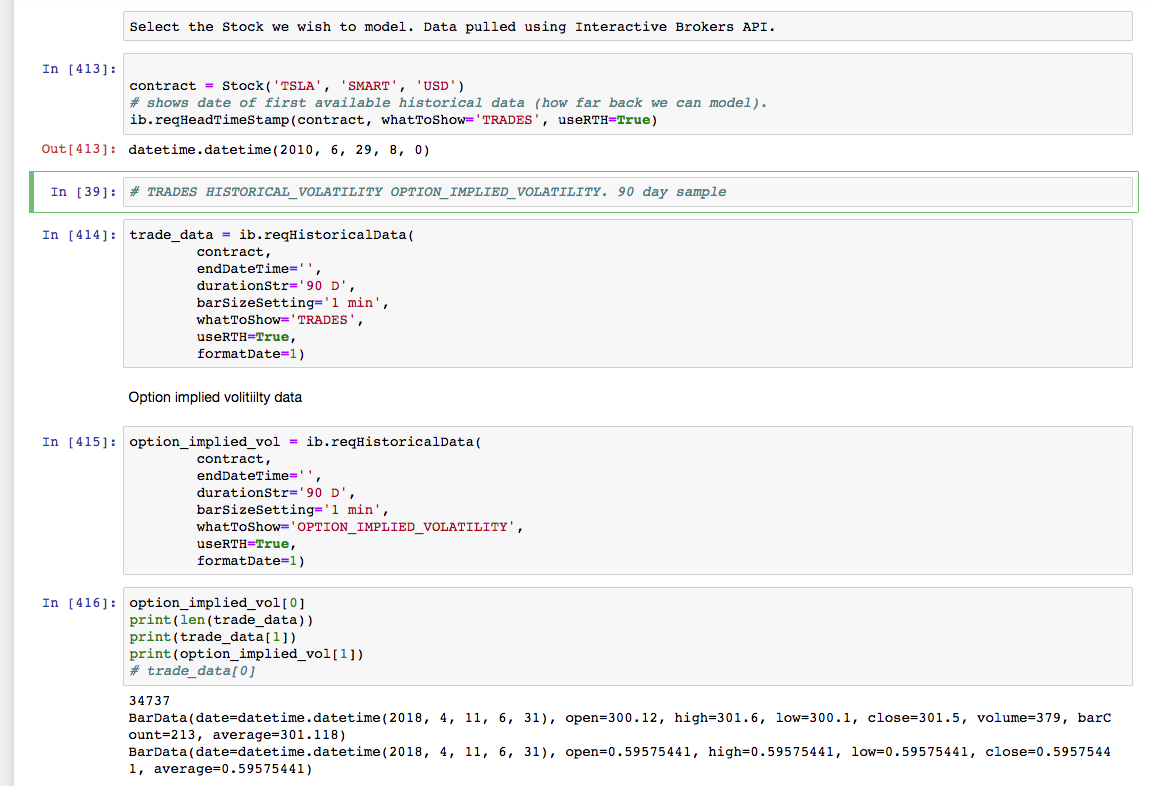 Select the Stock we wish to model. Data pulled using Interactive Brokers API.
In [413]:
contract = Stock('TSLA', 'SMART', 'USD')
# shows date of first available historical data (how far back we can model).
ib.reqHeadTimeStamp(contract, whatToShow='TRADES', useRTH=True)
Out[413]: datetime.datetime(2010, 6, 29, 8, 0)
In [39]: # TRADES HISTORICAL_VOLATILITY OPTION_IMPLIED_VOLATILITY. 90 day sample
In [414]: trade_data = ib.reqHistoricalData(
contract,
endDateTime='',
durationStr='90 D',
barSizeSetting='1 min',
whatToShow='TRADES',
useRTH=True,
formatDate=1)
Option implied volitiilty data
In [415]: option_implied_vol = ib.reqHistoricalData(
contract,
endDateTime='',
durationStr='90 D',
barSizeSetting='1 min',
whatToShow='OPTION_IMPLIED_VOLATILITY',
useRTH=True,
formatDate=1)
In [416]: option_implied_vol[0]
print(len(trade_data))
print(trade_data[1])
print(option_implied_vol[1])
# trade_data[0]
34737
BarData(date=datetime.datetime(2018, 4, 11, 6, 31), open=300.12, high=301.6, low=300.1, close=301.5, volume=379, barC
ount=213, average=301.118)
BarData(date=datetime.datetime(2018, 4, 11, 6, 31), open=0.59575441, high=0.59575441, low=0.59575441, close=0.5957544
1, average=0.59575441)